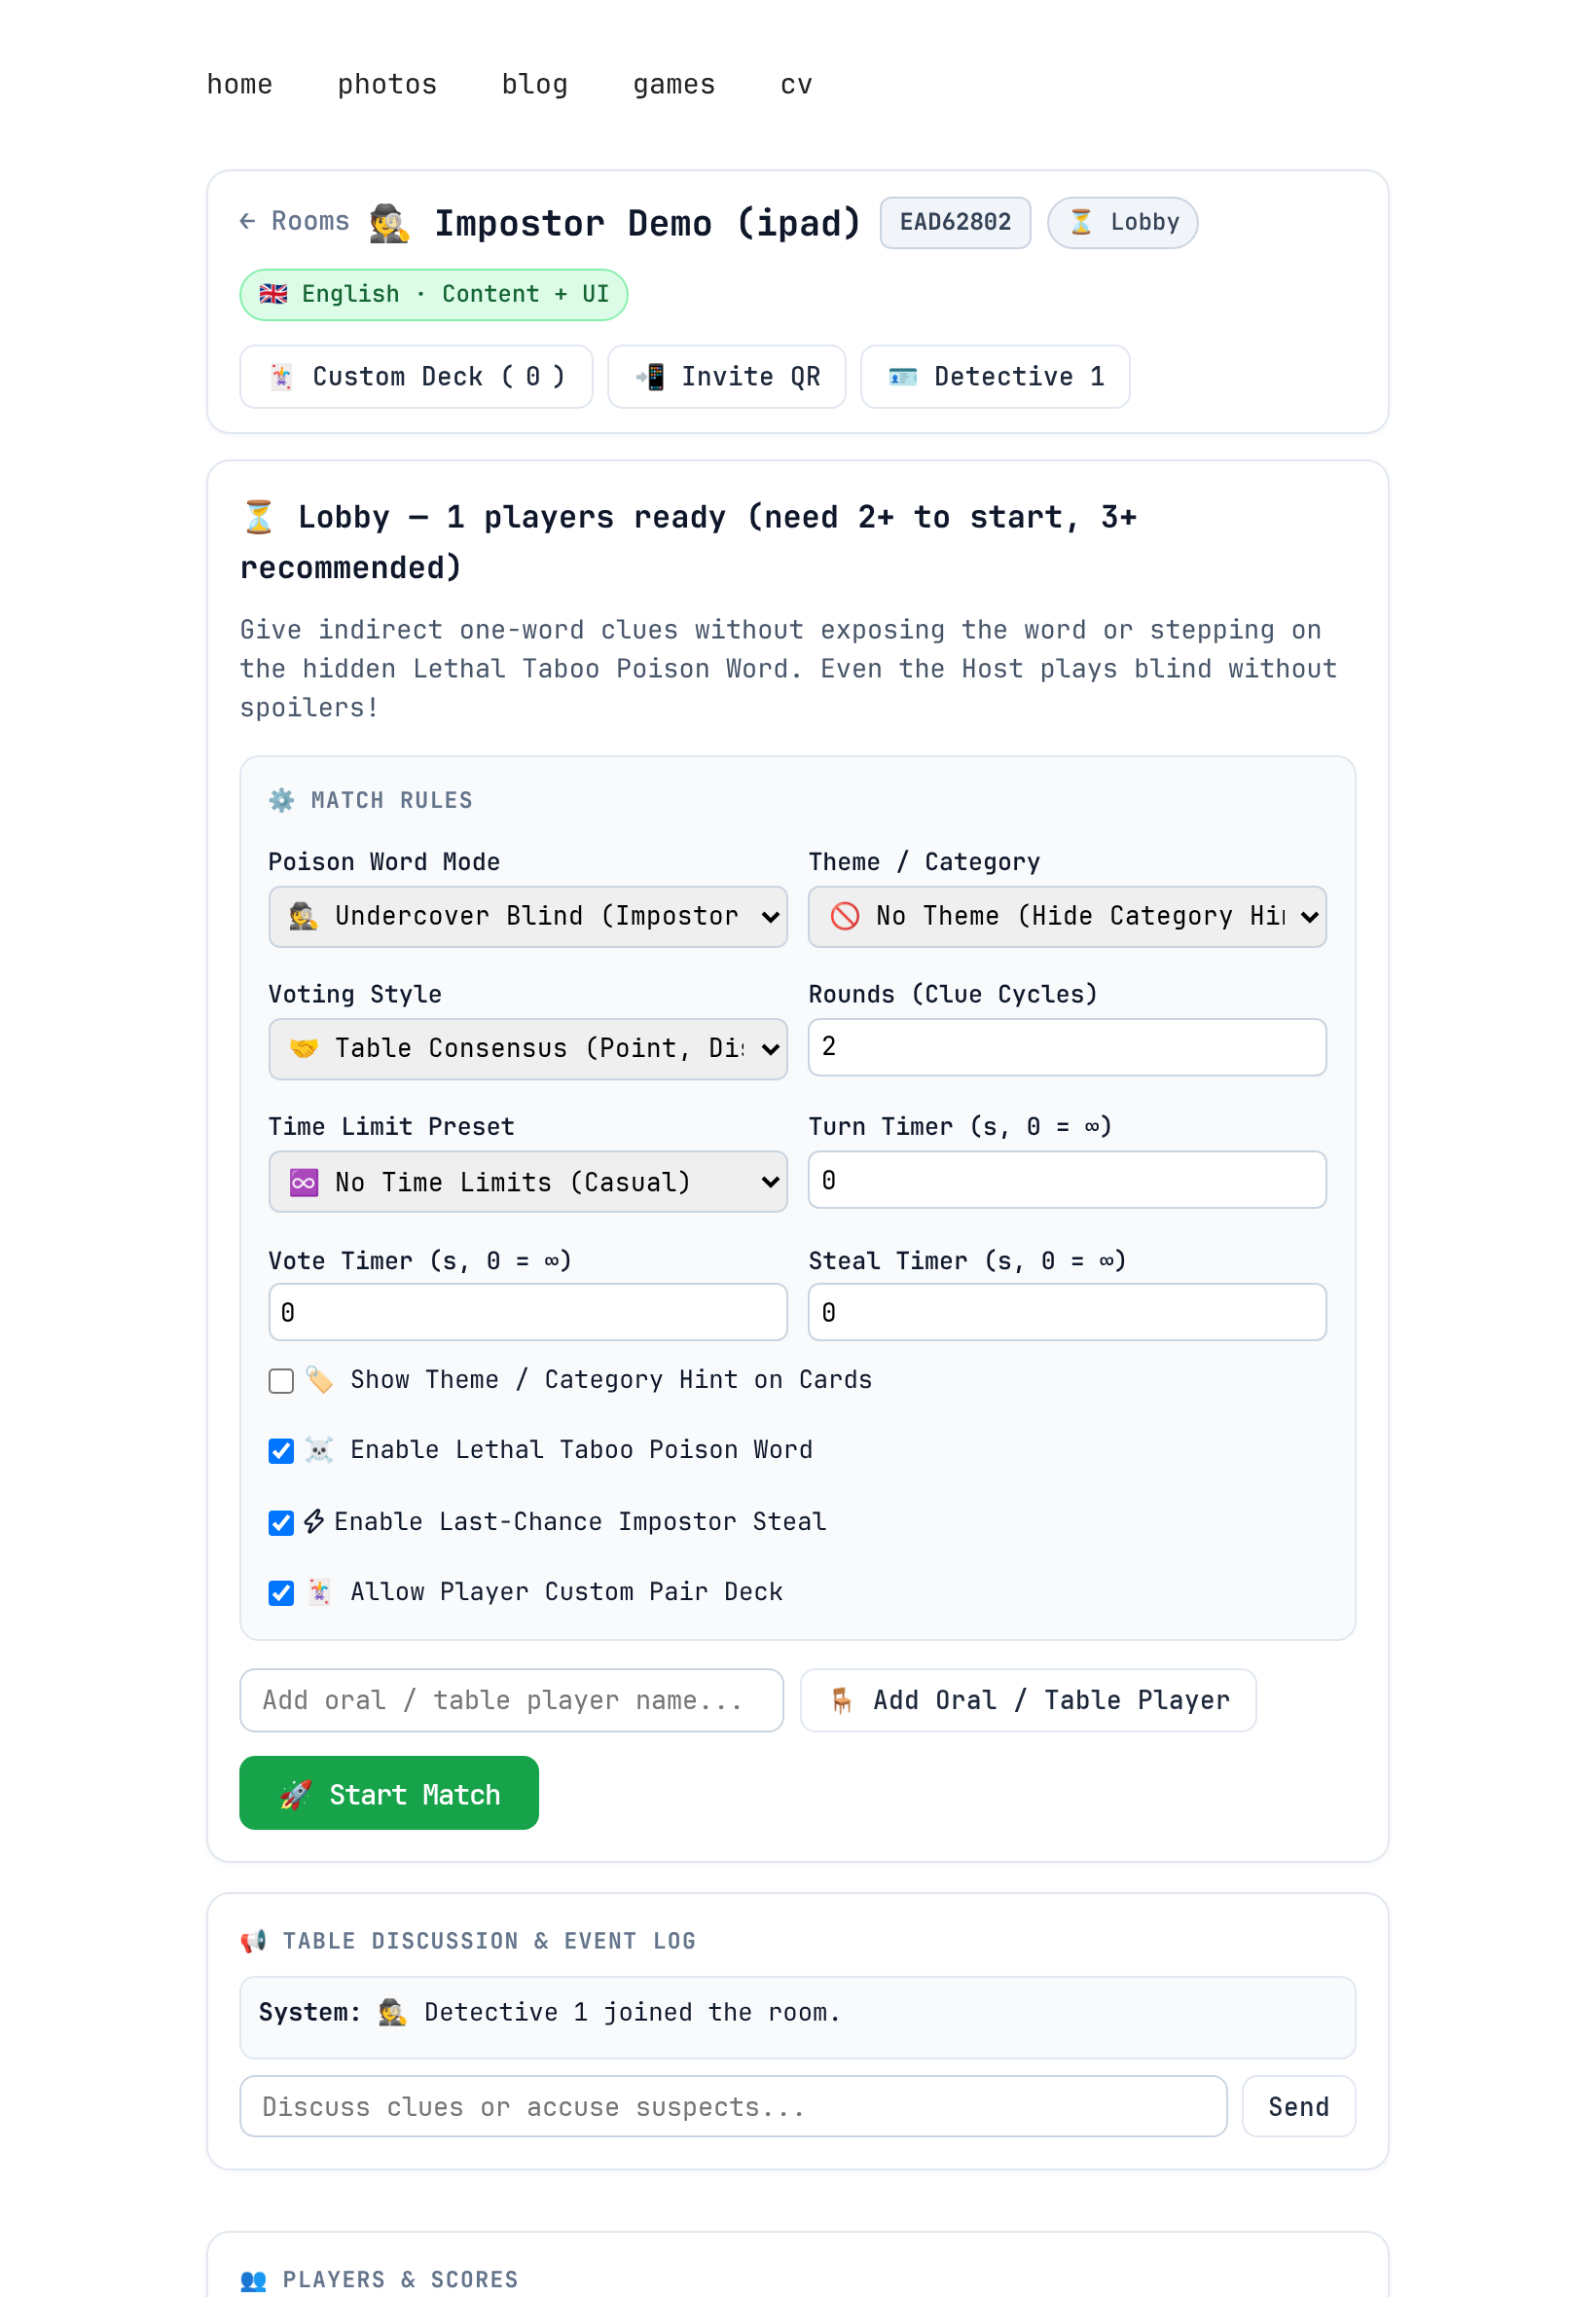 home photos blog games cv
← Rooms 🕵️ Impostor Demo (ipad) EAD62802 ⏳ Lobby
🇬🇧 English · Content + UI
🃏 Custom Deck (0) 📲 Invite QR 🪪 Detective 1
⏳ Lobby — 1 players ready (need 2+ to start, 3+
recommended)
Give indirect one-word clues without exposing the word or stepping on
the hidden Lethal Taboo Poison Word. Even the Host plays blind without
spoilers!
⚙️ MATCH RULES
Poison Word Mode Theme / Category
🕵️ Undercover Blind (Impostor 🚫 No Theme (Hide Category Hin
Voting Style Rounds (Clue Cycles)
🤝 Table Consensus (Point, Dis 2
Time Limit Preset Turn Timer (s, 0 = ∞)
♾️ No Time Limits (Casual) 0
Vote Timer (s, 0 = ∞) Steal Timer (s, 0 = ∞)
0 0
🏷️ Show Theme / Category Hint on Cards
☠️ Enable Lethal Taboo Poison Word
⚡ Enable Last-Chance Impostor Steal
🃏 Allow Player Custom Pair Deck
Add oral / table player name... 🪑 Add Oral / Table Player
🚀 Start Match
📢 TABLE DISCUSSION & EVENT LOG
System: 🕵️ Detective 1 joined the room.
Discuss clues or accuse suspects... Send
👥 PLAYERS & SCORES